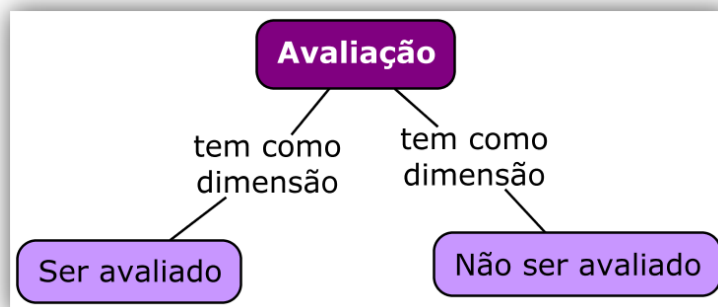 Avaliação
tem como
dimensão
tem como
dimensão
Ser avaliado
Não ser avaliado